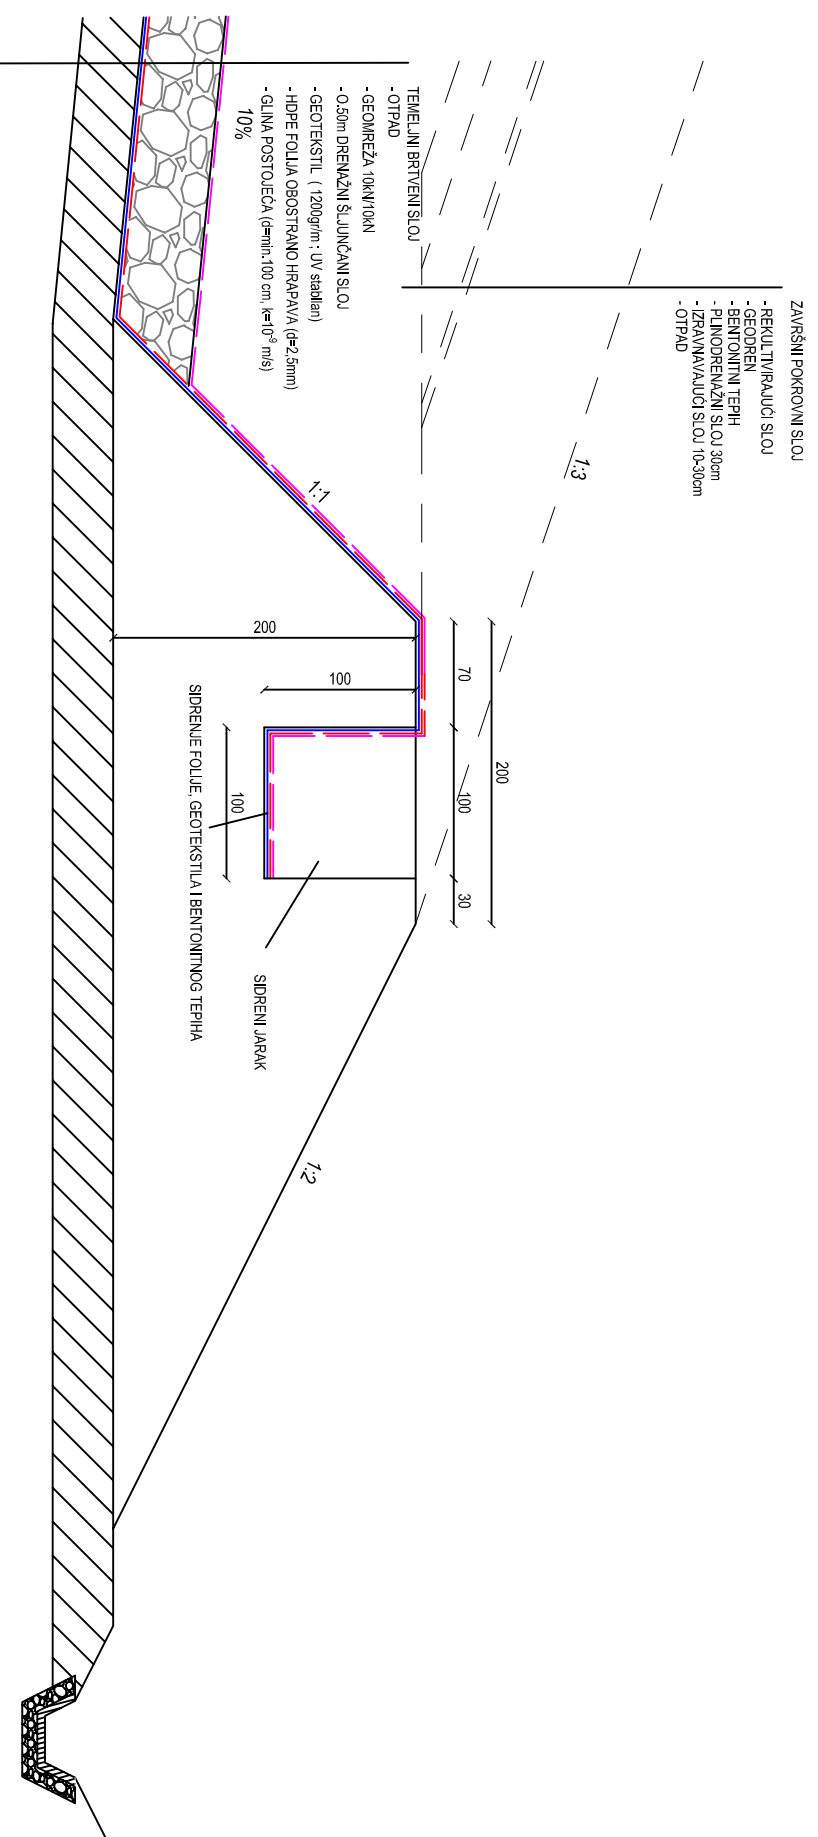 ZAVRŠNI POKROVNI SLOJ
- REKULTIVIRAJUĆI SLOJ
- GEODREN
- BENTONITNI TEPIH
- PLINODRENAŽNI SLOJ 30cm
- IZRAVNAVAJUĆI SLOJ 10-30cm
- OTPAD
TEMELJNI BRTVENI SLOJ
- OTPAD
- GEOMREŽA 10kN/10kN
- 0.50m DRENAŽNI ŠLJUNČANI SLOJ
- GEOTEKSTIL ( 1200gr/m ; UV stabilan)
- HDPE FOLIJA OBOSTRANO HRAPAVA (d=2,5mm)
- GLINA POSTOJEĆA (d=min.100 cm, k=10⁻⁹ m/s)
10%
1:3
1:1
200
70
100
30
200
100
100
SIDRENI JARAK
SIDRENJE FOLIJE, GEOTEKSTILA I BENTONITNOG TEPIHA
1:2